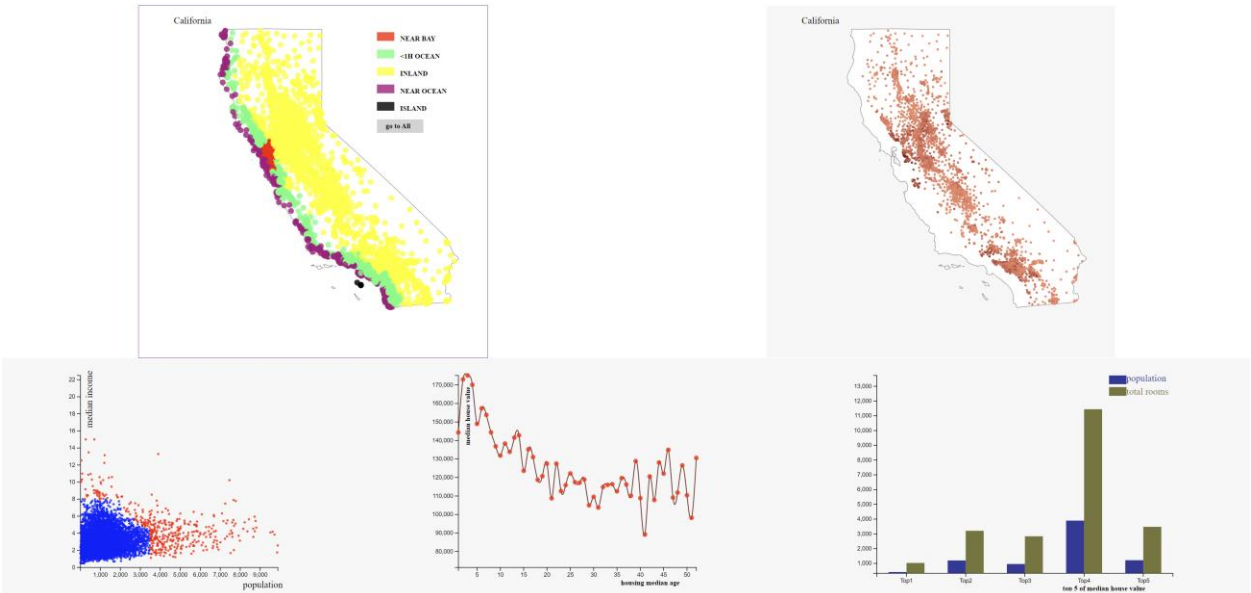 California
NEAR BAY
<1H OCEAN
INLAND
NEAR OCEAN
ISLAND
go to All
California
median income
22
20
18
16
14
12
10
8
6
4
2
0
1,000 2,000 3,000 4,000 5,000 6,000 7,000 8,000 9,000
population
median house value
170,000
160,000
150,000
140,000
130,000
120,000
110,000
100,000
90,000
80,000
5 10 15 20 25 30 35 40 45 50
housing median age
population
total rooms
13,000
12,000
11,000
10,000
9,000
8,000
7,000
6,000
5,000
4,000
3,000
2,000
1,000
Top1 Top2 Top3 Top4 Top5
top 5 of median house value